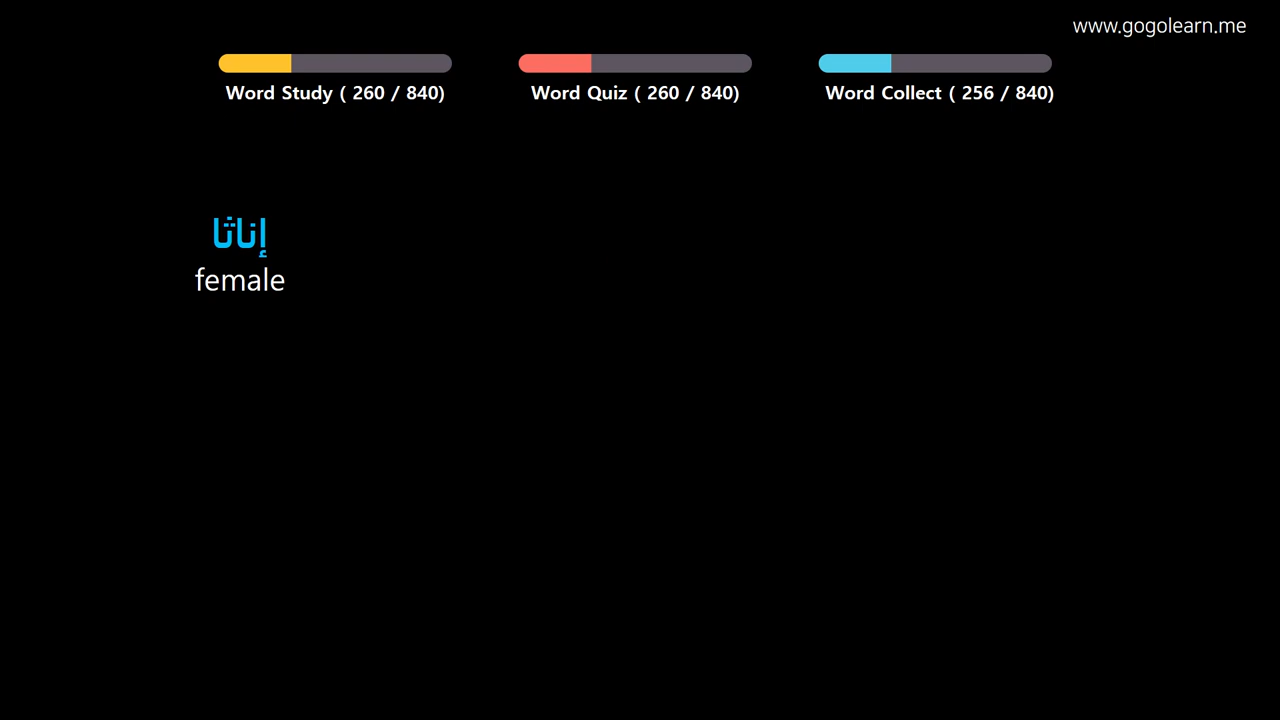 www.gogolearn.me
Word Study ( 260 / 840)
Word Quiz ( 260 / 840)
Word Collect ( 256 / 840)
إناثا
female